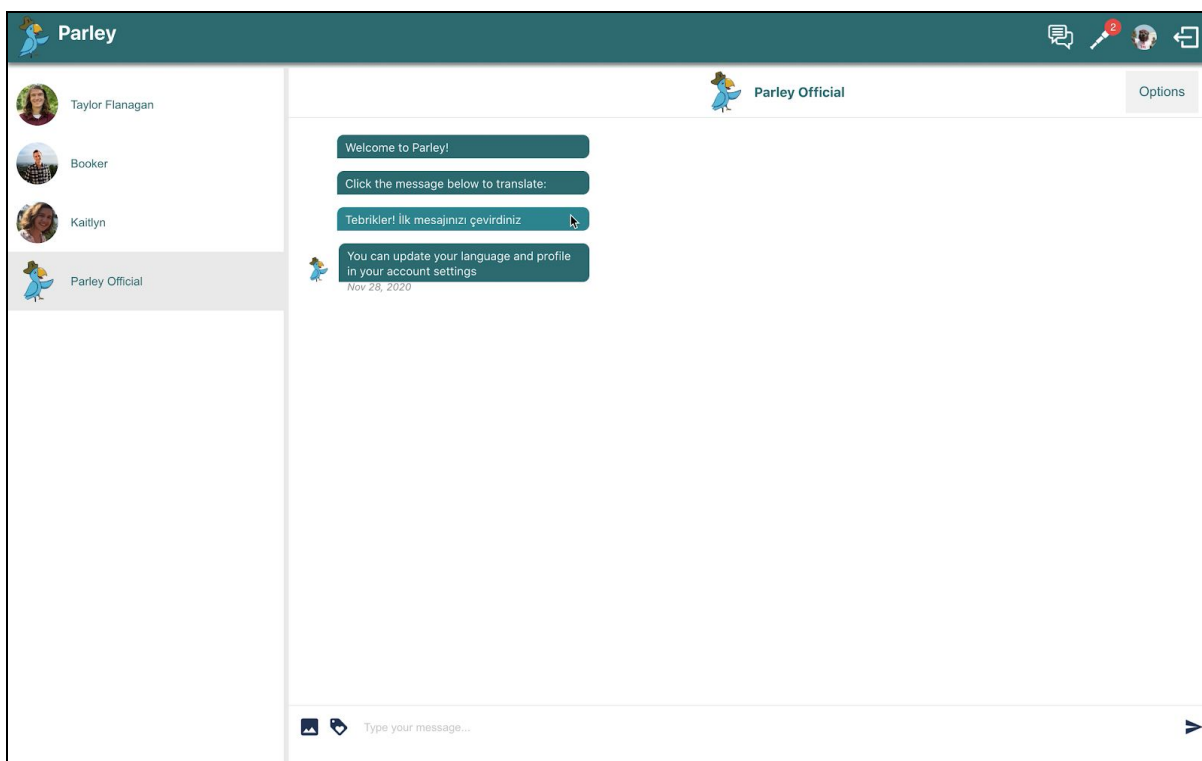 Parley
2
Taylor Flanagan
Booker
Kaitlyn
Parley Official
Parley Official
Options
Welcome to Parley!
Click the message below to translate:
Tebrikler! İlk mesajınızı çevirdiniz
You can update your language and profile
in your account settings
Nov 28, 2020
Type your message...